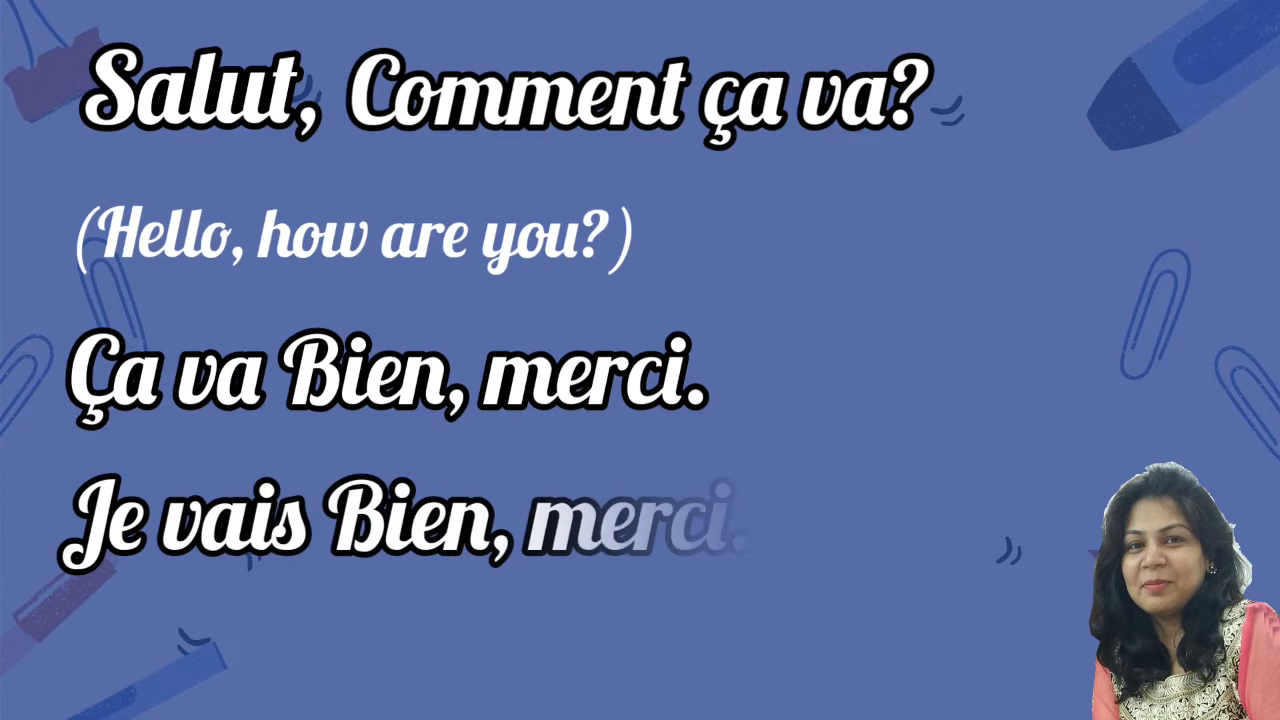 Salut, Comment ça va?
(Hello, how are you?)
Ça va Bien, merci.
Je vais Bien, merci.